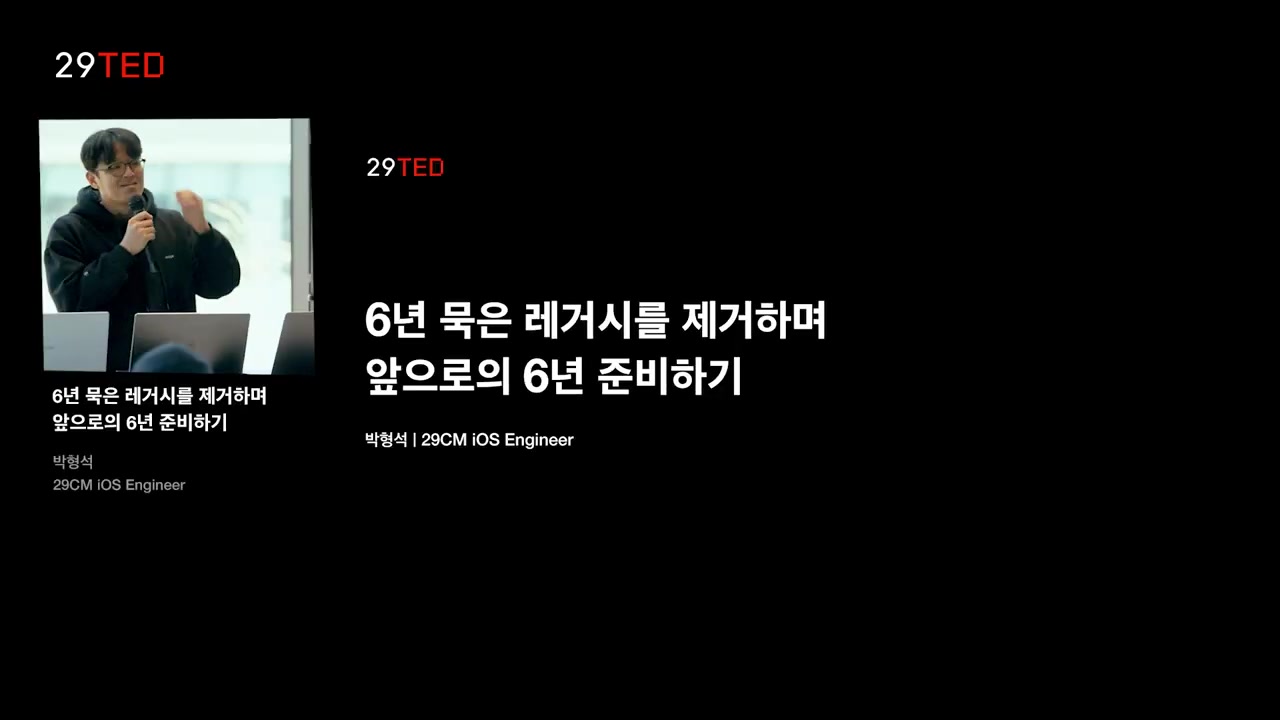 29TED
6년 묵은 레거시를 제거하며
앞으로의 6년 준비하기
박형석
29CM iOS Engineer
29TED
6년 묵은 레거시를 제거하며
앞으로의 6년 준비하기
박형석 | 29CM iOS Engineer